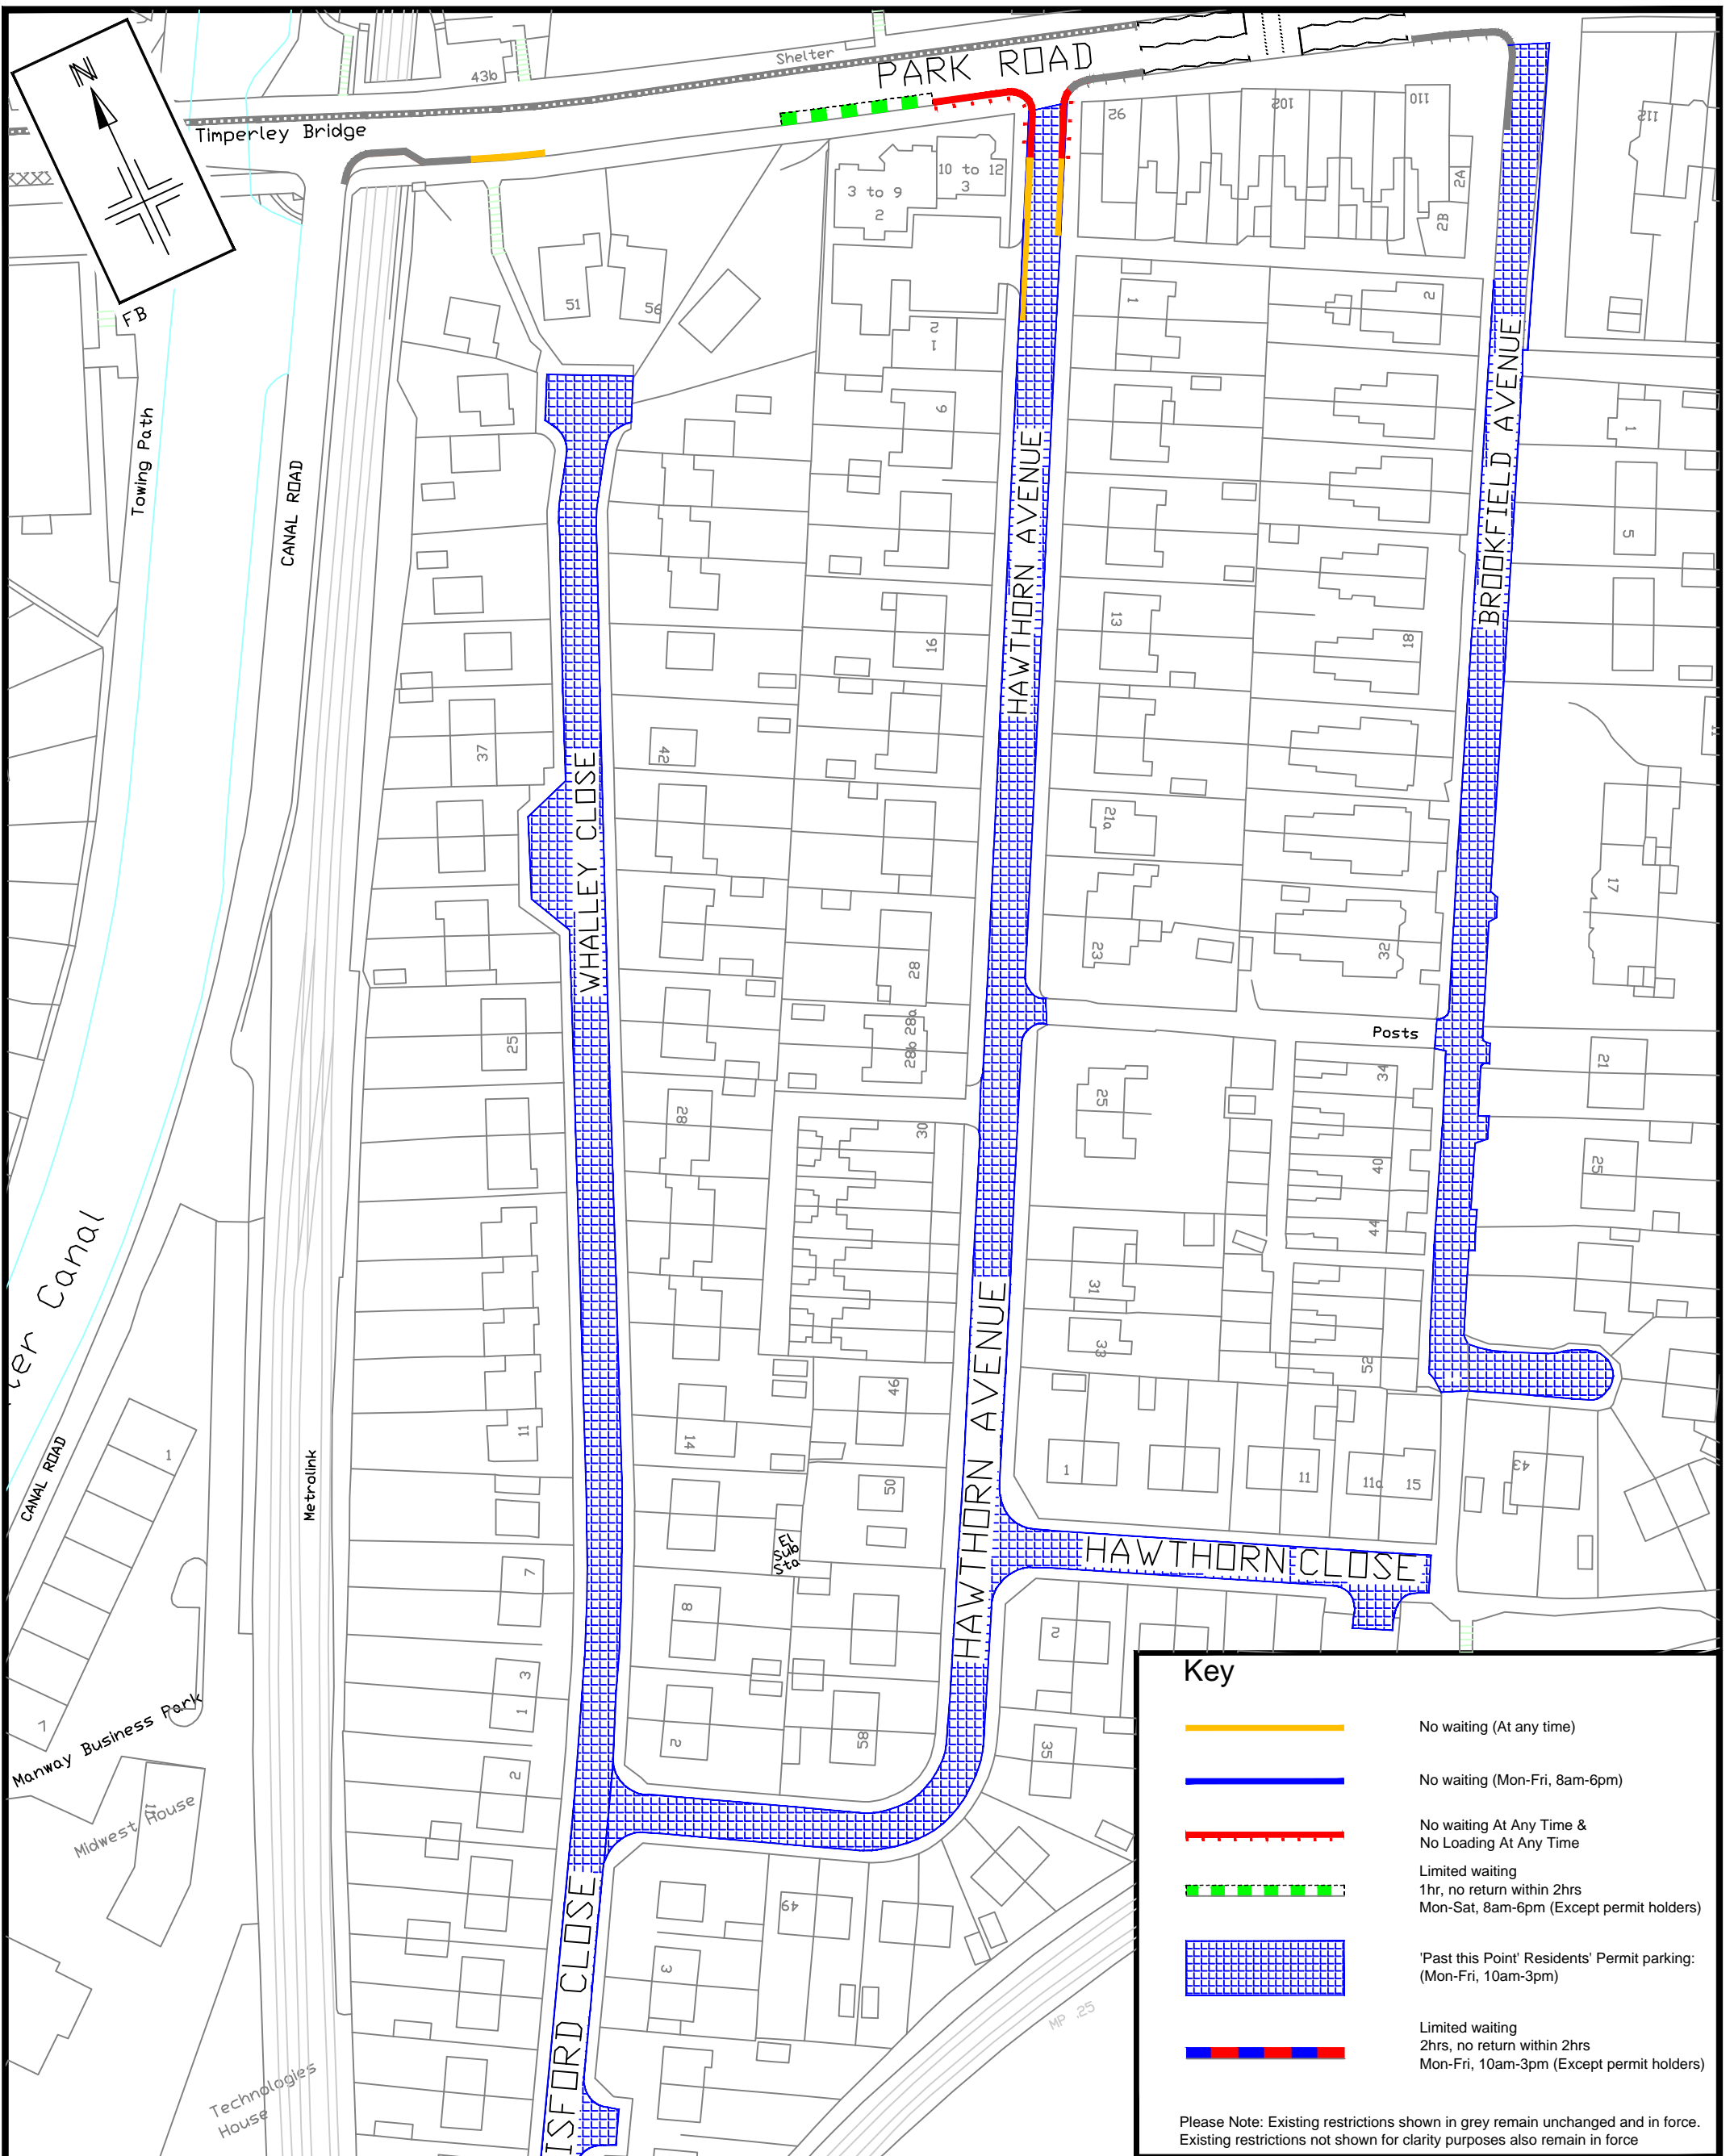 N
Shelter
PARK ROAD
43b
Timperley Bridge
92
102
110
112
10 to 12
3
3 to 9
2
2A
2B
FB
51
56
1
2
2
1
Towing Path
CANAL ROAD
9
HAWTHORN AVENUE
BROOKFIELD AVENUE
1
5
13
16
18
37
42
WHALLEY CLOSE
21a
17
23
32
28
28a
28b
25
Posts
34
21
25
28
30
40
25
44
ler Canal
31
33
HAWTHORN AVENUE
52
46
11
14
1
11
11a
15
43
CANAL ROAD
1
Metrolink
50
El
Sub
Sta
HAWTHORN CLOSE
7
8
2
3
1
7
Manway Business Park
2
58
35
2
Midwest House
49
3
ISFORD CLOSE
MP .25
Technologies
House
Key
No waiting (At any time)
No waiting (Mon-Fri, 8am-6pm)
No waiting At Any Time &
No Loading At Any Time
Limited waiting
1hr, no return within 2hrs
Mon-Sat, 8am-6pm (Except permit holders)
'Past this Point' Residents' Permit parking:
(Mon-Fri, 10am-3pm)
Limited waiting
2hrs, no return within 2hrs
Mon-Fri, 10am-3pm (Except permit holders)
Please Note: Existing restrictions shown in grey remain unchanged and in force.
Existing restrictions not shown for clarity purposes also remain in force